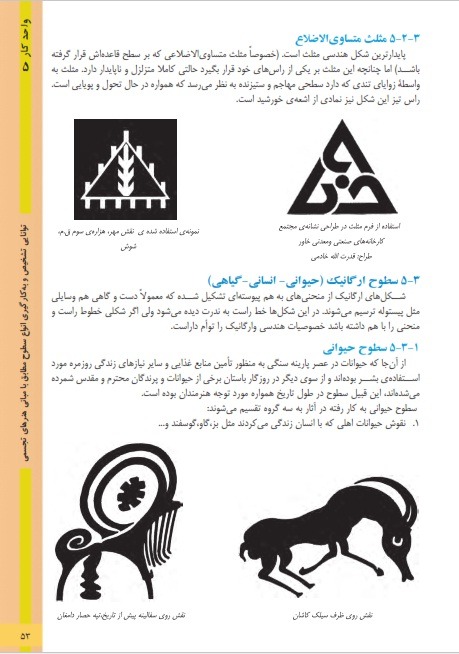 واحد کار ۵
توانایی تشخیص و به‌کارگیری انواع سطوح مطابق با مبانی هنرهای تجسمی
۵-۲-۳ مثلث متساوی‌الاضلاع
پایدارترین شکل هندسی مثلث است. (خصوصاً مثلث متساوی‌الاضلاعی که بر سطح قاعده‌اش قرار گرفته
باشد) اما چنانچه این مثلث بر یکی از راس‌های خود قرار بگیرد حالتی کاملا متزلزل و ناپایدار دارد. مثلث به
واسطهٔ زوایای تندی که دارد سطحی مهاجم و ستیزنده به نظر می‌رسد که همواره در حال تحول و پویایی است.
راس تیز این شکل نیز نمادی از اشعه‌ی خورشید است.
استفاده از فرم مثلث در طراحی نشانه‌ی مجتمع
کارخانه‌های صنعتی ومعدنی خاور
طراح: قدرت الله خادمی
نمونه‌ی استفاده شده ی نقش مهر، هزاره‌ی سوم ق.م،
شوش
۵-۳ سطوح ارگانیک (حیوانی- انسانی-گیاهی)
شکل‌های ارگانیک از منحنی‌های به هم پیوسته‌ای تشکیل شده که معمولاً دست و گاهی هم وسایلی
مثل پیستوله ترسیم می‌شوند. در این شکل‌ها خط راست به ندرت دیده می‌شود ولی اگر شکلی خطوط راست و
منحنی را با هم داشته باشد خصوصیات هندسی وارگانیک را توأم داراست.
۵-۳-۱ سطوح حیوانی
از آن‌جا که حیوانات در عصر پارینه سنگی به منظور تأمین منابع غذایی و سایر نیازهای زندگی روزمره مورد
استفاده‌ی بشر بوده‌اند و از سوی دیگر در روزگار باستان برخی از حیوانات و پرندگان محترم و مقدس شمرده
می‌شده‌اند، این قبیل سطوح در طول تاریخ همواره مورد توجه هنرمندان بوده است.
سطوح حیوانی به کار رفته در آثار به سه گروه تقسیم می‌شوند:
۱. نقوش حیوانات اهلی که با انسان زندگی می‌کردند مثل بز،گاو،گوسفند و...
نقش روی ظرف سیلک کاشان
نقش روی سفالینه پیش از تاریخ،تپه حصار دامغان
۵۳